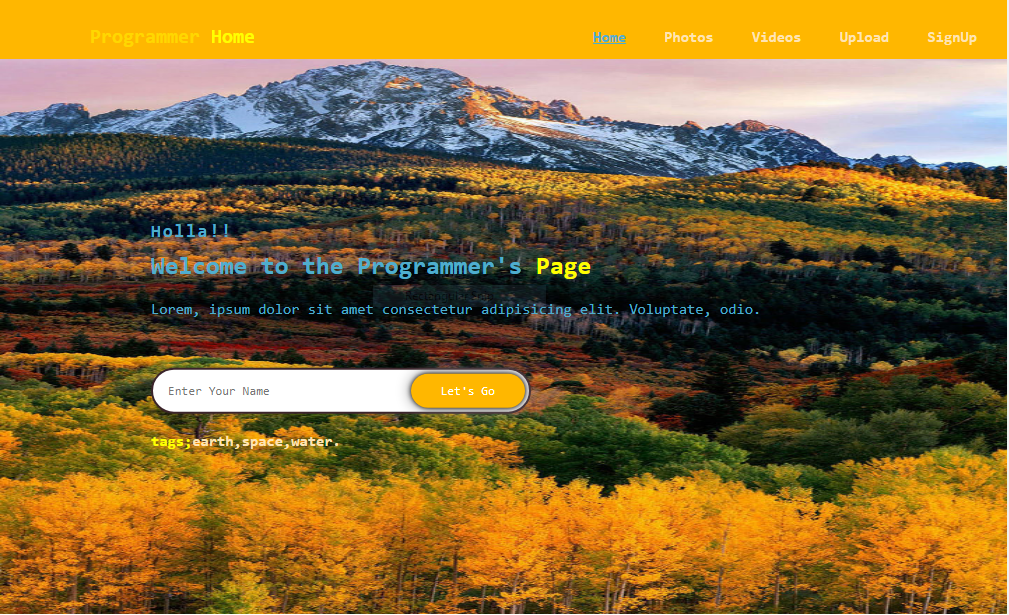 Programmer Home
Home Photos Videos Upload SignUp
Holla!!
Welcome to the Programmer's Page
Lorem, ipsum dolor sit amet consectetur adipisicing elit. Voluptate, odio.
Enter Your Name
Let's Go
tags;earth,space,water.